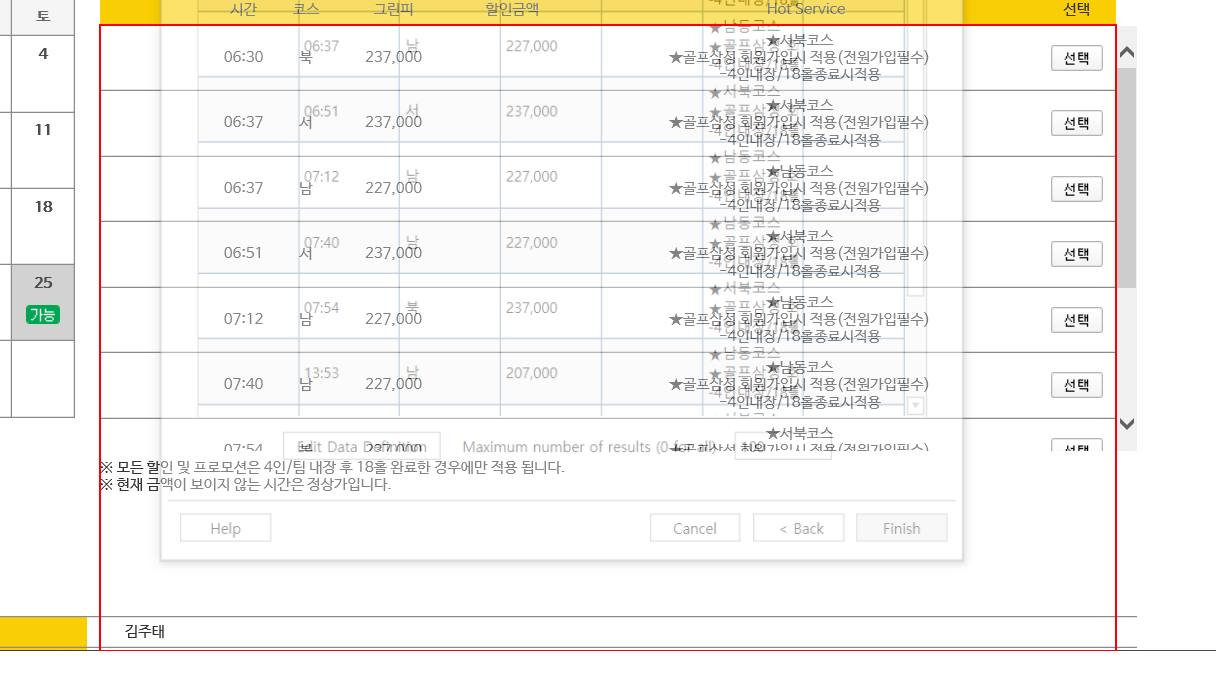 토
4
11
18
25
가능
시간 코스 그린피 할인금액 Hot Service 선택
06:30 북 237,000
★서북코스
★골프삼성 회원가입시 적용(전원가입필수)
-4인내장/18홀종료시적용
선택
06:37 남 227,000
06:37 서 237,000
★서북코스
★골프삼성 회원가입시 적용(전원가입필수)
-4인내장/18홀종료시적용
선택
06:51 서 237,000
06:37 남 227,000
★남동코스
★골프삼성 회원가입시 적용(전원가입필수)
-4인내장/18홀종료시적용
선택
07:12 남 227,000
06:51 서 237,000
★서북코스
★골프삼성 회원가입시 적용(전원가입필수)
-4인내장/18홀종료시적용
선택
07:40 남 227,000
07:12 남 227,000
★남동코스
★골프삼성 회원가입시 적용(전원가입필수)
-4인내장/18홀종료시적용
선택
07:54 북 237,000
07:40 남 227,000
★남동코스
★골프삼성 회원가입시 적용(전원가입필수)
-4인내장/18홀종료시적용
선택
13:53 남 207,000
07:54 북 237,000
★서북코스
선택
Edit Data Definition Maximum number of results (0 for all) 100
※ 모든 할인 및 프로모션은 4인/팀 내장 후 18홀 완료한 경우에만 적용 됩니다.
※ 현재 금액이 보이지 않는 시간은 정상가입니다.
Help Cancel < Back Finish
김주태